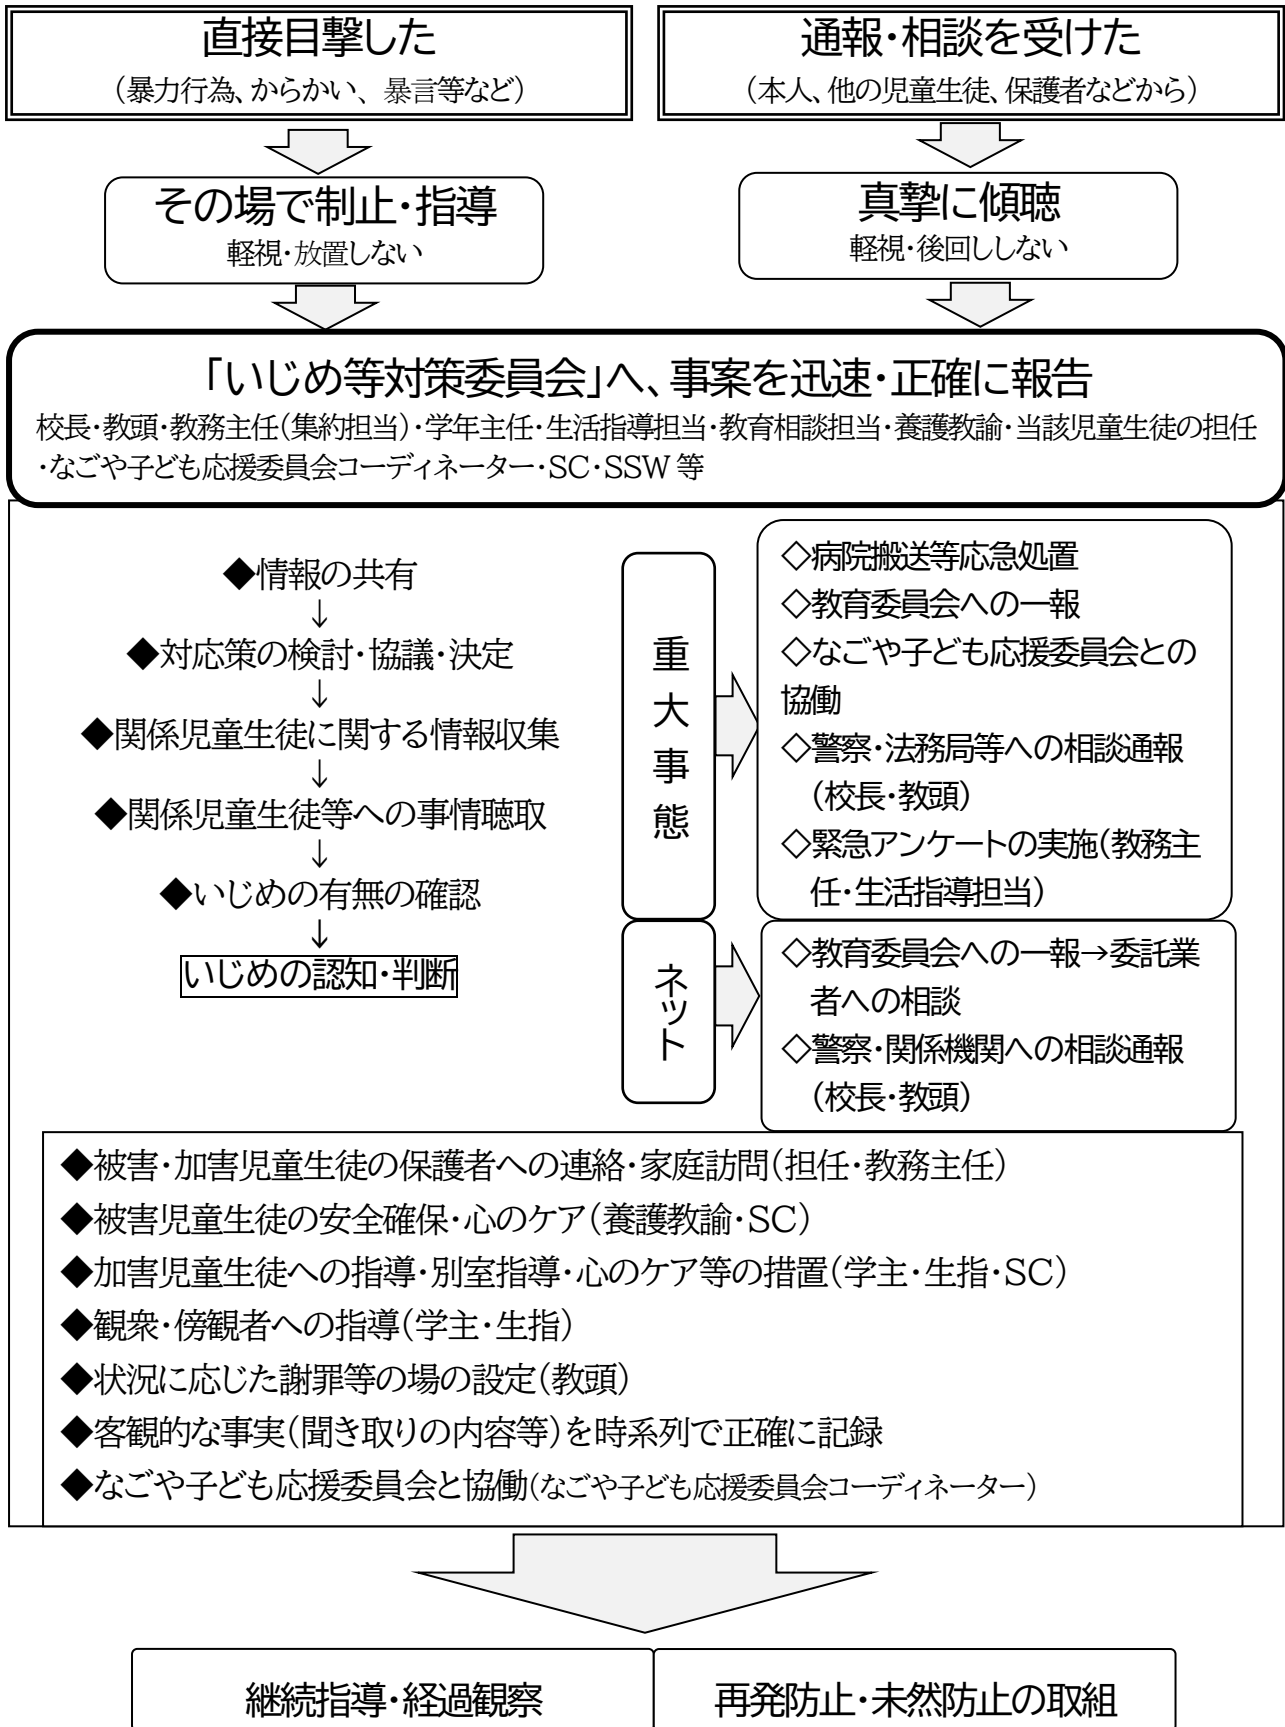 直接目撃した
（暴力行為、からかい、暴言等など）
通報・相談を受けた
（本人、他の児童生徒、保護者などから）
その場で制止・指導
軽視・放置しない
真摯に傾聴
軽視・後回ししない
「いじめ等対策委員会」へ、事案を迅速・正確に報告
校長・教頭・教務主任（集約担当）・学年主任・生活指導担当・教育相談担当・養護教諭・当該児童生徒の担任
・なごや子ども応援委員会コーディネーター・SC・SSW 等
◆情報の共有
↓
◆対応策の検討・協議・決定
↓
◆関係児童生徒に関する情報収集
↓
◆関係児童生徒等への事情聴取
↓
◆いじめの有無の確認
↓
いじめの認知・判断
重大事態
◇病院搬送等応急処置
◇教育委員会への一報
◇なごや子ども応援委員会との
協働
◇警察・法務局等への相談通報
（校長・教頭）
◇緊急アンケートの実施（教務主
任・生活指導担当）
ネット
◇教育委員会への一報→委託業
者への相談
◇警察・関係機関への相談通報
（校長・教頭）
◆被害・加害児童生徒の保護者への連絡・家庭訪問（担任・教務主任）
◆被害児童生徒の安全確保・心のケア（養護教諭・SC）
◆加害児童生徒への指導・別室指導・心のケア等の措置（学主・生指・SC）
◆観衆・傍観者への指導（学主・生指）
◆状況に応じた謝罪等の場の設定（教頭）
◆客観的な事実（聞き取りの内容等）を時系列で正確に記録
◆なごや子ども応援委員会と協働（なごや子ども応援委員会コーディネーター）
継続指導・経過観察
再発防止・未然防止の取組